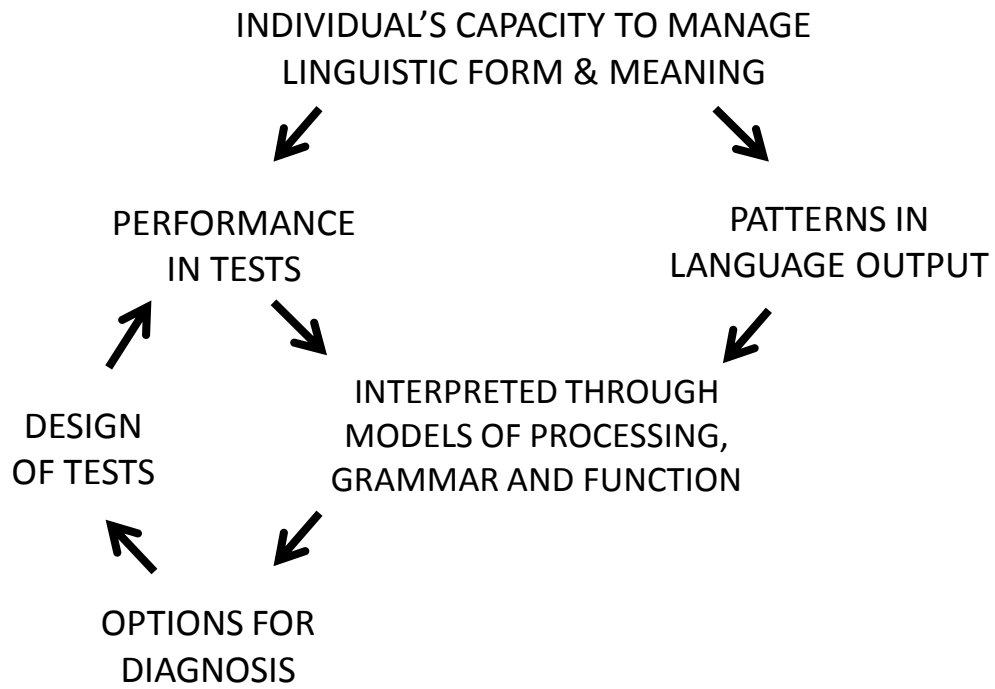 INDIVIDUAL’S CAPACITY TO MANAGE
LINGUISTIC FORM & MEANING
PERFORMANCE
IN TESTS
PATTERNS IN
LANGUAGE OUTPUT
INTERPRETED THROUGH
MODELS OF PROCESSING,
GRAMMAR AND FUNCTION
DESIGN
OF TESTS
OPTIONS FOR
DIAGNOSIS